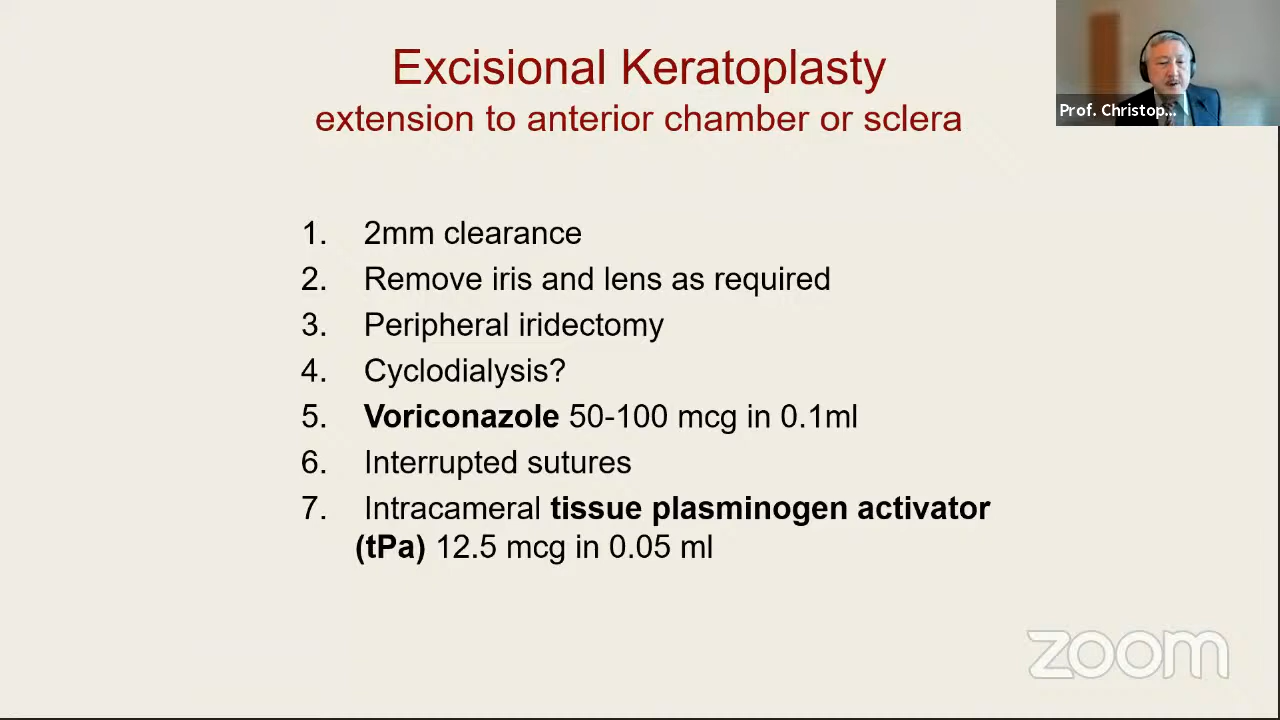 Excisional Keratoplasty
extension to anterior chamber or sclera
Prof. Christop...
1. 2mm clearance
2. Remove iris and lens as required
3. Peripheral iridectomy
4. Cyclodialysis?
5. Voriconazole 50-100 mcg in 0.1ml
6. Interrupted sutures
7. Intracameral tissue plasminogen activator
(tPa) 12.5 mcg in 0.05 ml
zoom